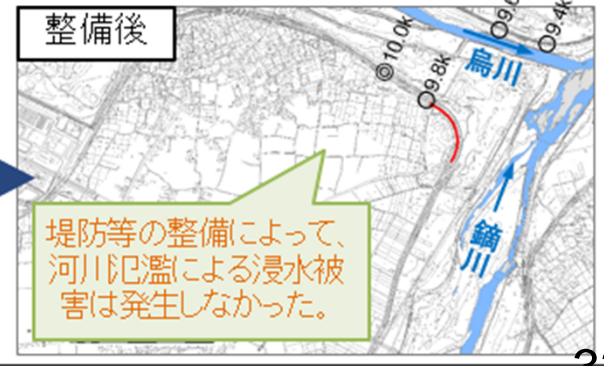 整備後
◎10.0k
○9.8k
○9.4k
烏川
鏑川
堤防等の整備によって、
河川氾濫による浸水被
害は発生しなかった。